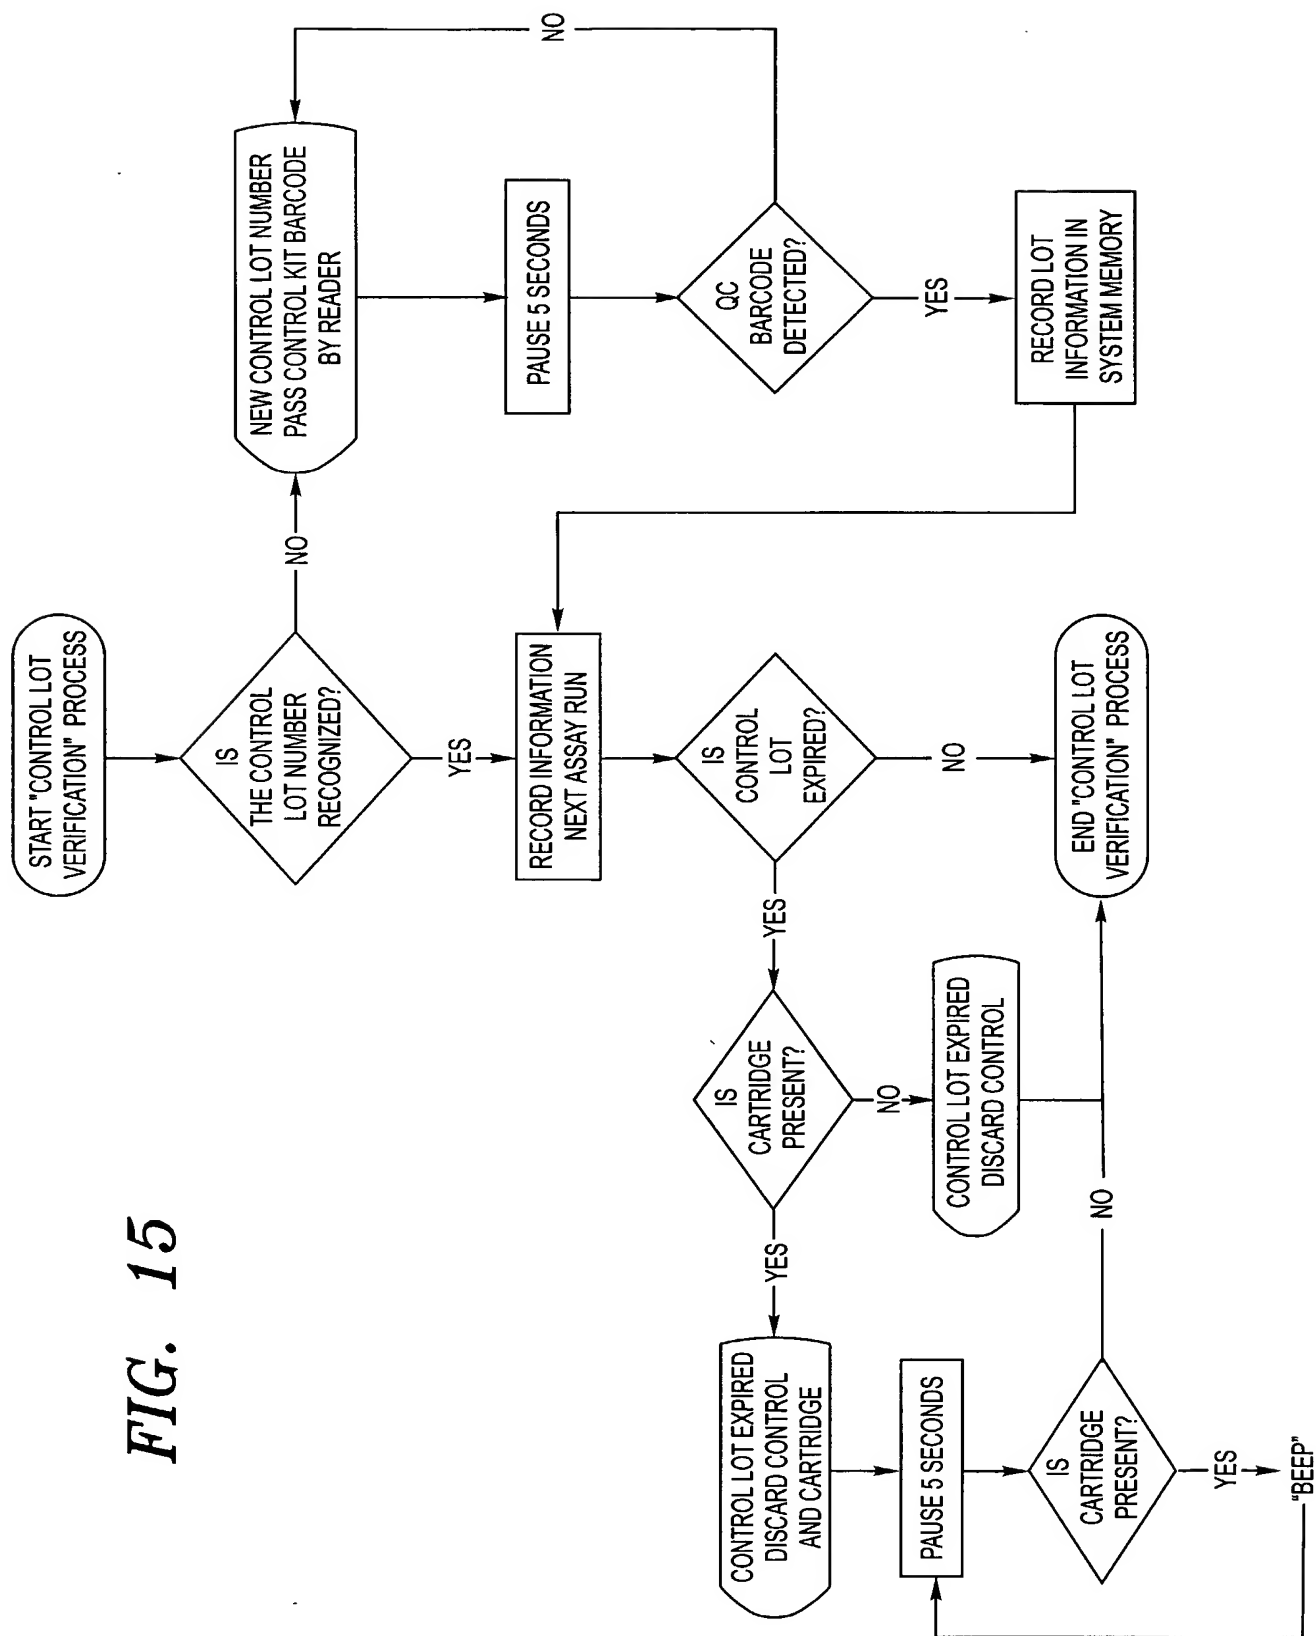 FIG. 15
START "CONTROL LOT
VERIFICATION" PROCESS
IS
THE CONTROL
LOT NUMBER
RECOGNIZED?
NO
NEW CONTROL LOT NUMBER
PASS CONTROL KIT BARCODE
BY READER
PAUSE 5 SECONDS
QC
BARCODE
DETECTED?
NO
YES
RECORD LOT
INFORMATION IN
SYSTEM MEMORY
YES
RECORD INFORMATION
NEXT ASSAY RUN
IS
CONTROL
LOT
EXPIRED?
NO
END "CONTROL LOT
VERIFICATION" PROCESS
YES
IS
CARTRIDGE
PRESENT?
NO
CONTROL LOT EXPIRED
DISCARD CONTROL
YES
CONTROL LOT EXPIRED
DISCARD CONTROL
AND CARTRIDGE
PAUSE 5 SECONDS
IS
CARTRIDGE
PRESENT?
NO
YES
"BEEP"